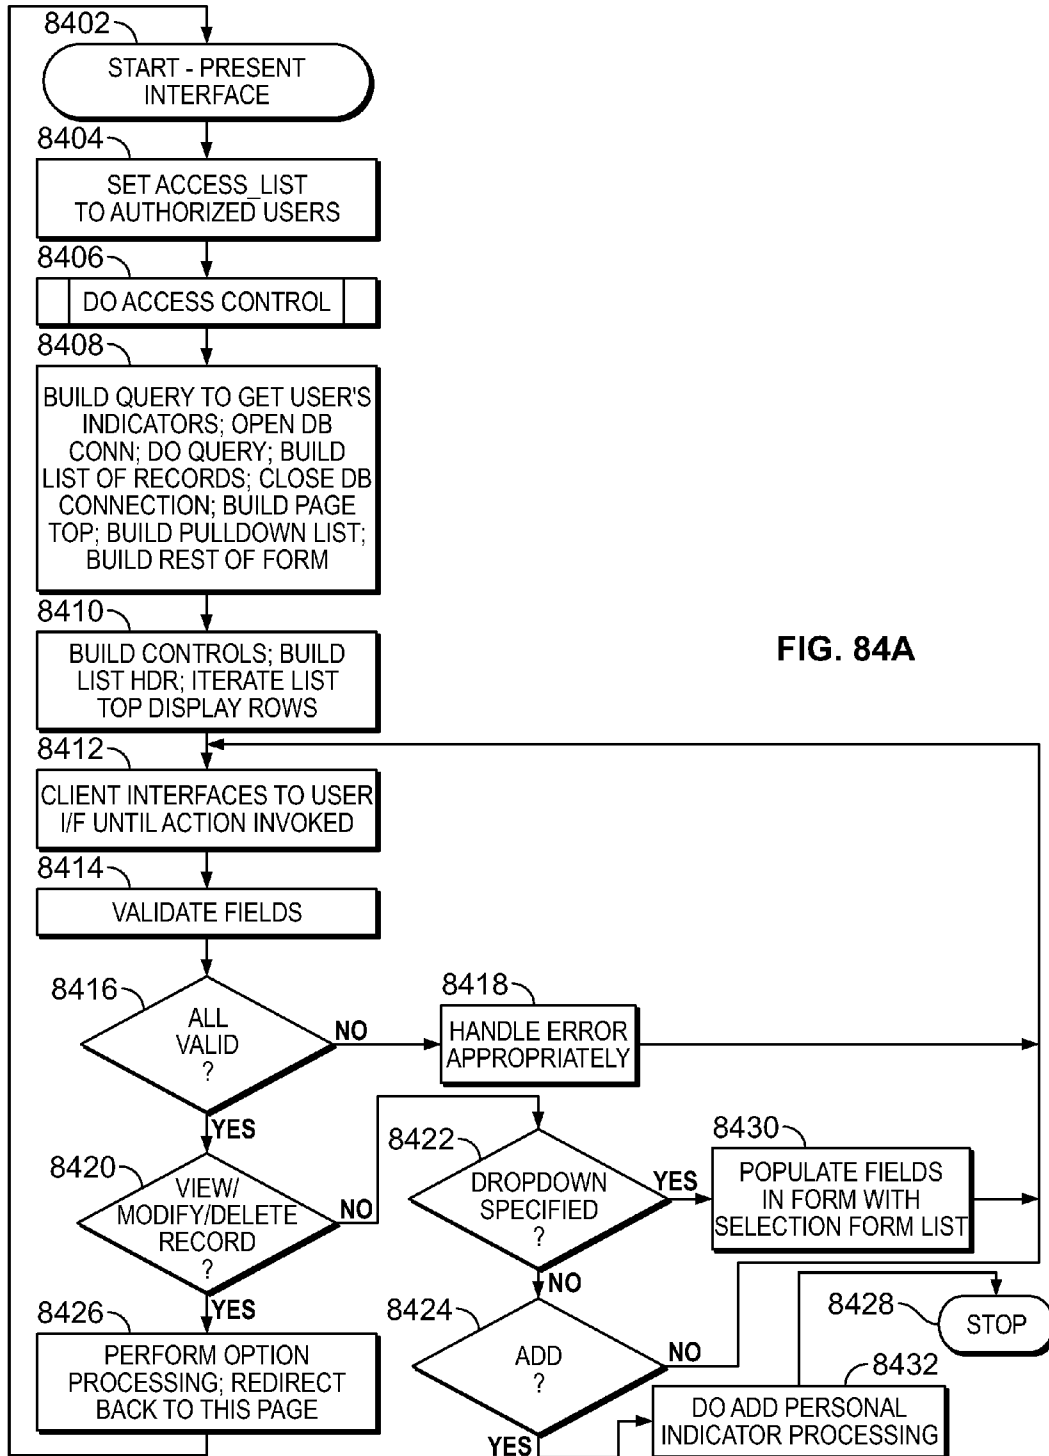 8402
START - PRESENT
INTERFACE
8404
SET ACCESS_LIST
TO AUTHORIZED USERS
8406
DO ACCESS CONTROL
8408
BUILD QUERY TO GET USER'S
INDICATORS; OPEN DB
CONN; DO QUERY; BUILD
LIST OF RECORDS; CLOSE DB
CONNECTION; BUILD PAGE
TOP; BUILD PULLDOWN LIST;
BUILD REST OF FORM
8410
BUILD CONTROLS; BUILD
LIST HDR; ITERATE LIST
TOP DISPLAY ROWS
FIG. 84A
8412
CLIENT INTERFACES TO USER
I/F UNTIL ACTION INVOKED
8414
VALIDATE FIELDS
8416
ALL
VALID
?
NO
YES
8418
HANDLE ERROR
APPROPRIATELY
8420
VIEW/
MODIFY/DELETE
RECORD
?
NO
YES
8422
DROPDOWN
SPECIFIED
?
YES
NO
8430
POPULATE FIELDS
IN FORM WITH
SELECTION FORM LIST
8424
ADD
?
NO
YES
8428
STOP
8426
PERFORM OPTION
PROCESSING; REDIRECT
BACK TO THIS PAGE
8432
DO ADD PERSONAL
INDICATOR PROCESSING